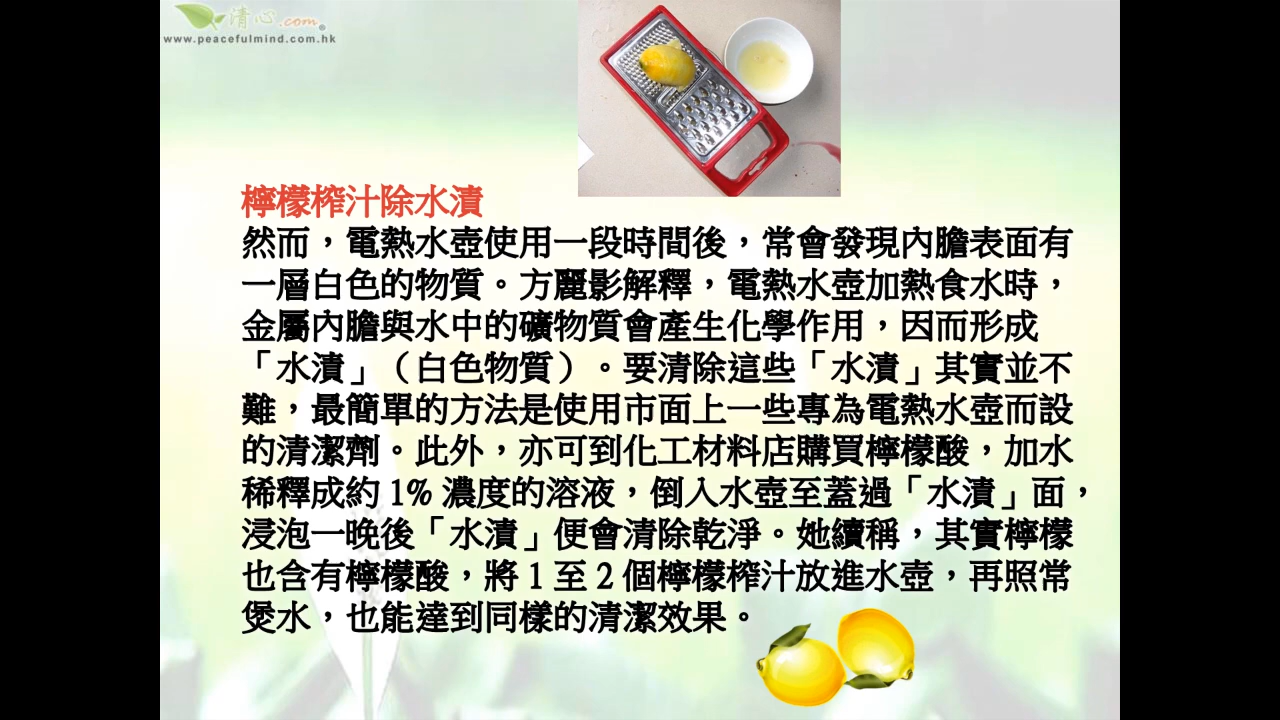 清心.com®
www.peacefulmind.com.hk
檸檬榨汁除水漬
然而，電熱水壺使用一段時間後，常會發現內膽表面有
一層白色的物質。方麗影解釋，電熱水壺加熱食水時，
金屬內膽與水中的礦物質會產生化學作用，因而形成
「水漬」（白色物質）。要清除這些「水漬」其實並不
難，最簡單的方法是使用市面上一些專為電熱水壺而設
的清潔劑。此外，亦可到化工材料店購買檸檬酸，加水
稀釋成約 1% 濃度的溶液，倒入水壺至蓋過「水漬」面，
浸泡一晚後「水漬」便會清除乾淨。她續稱，其實檸檬
也含有檸檬酸，將 1 至 2 個檸檬榨汁放進水壺，再照常
煲水，也能達到同樣的清潔效果。